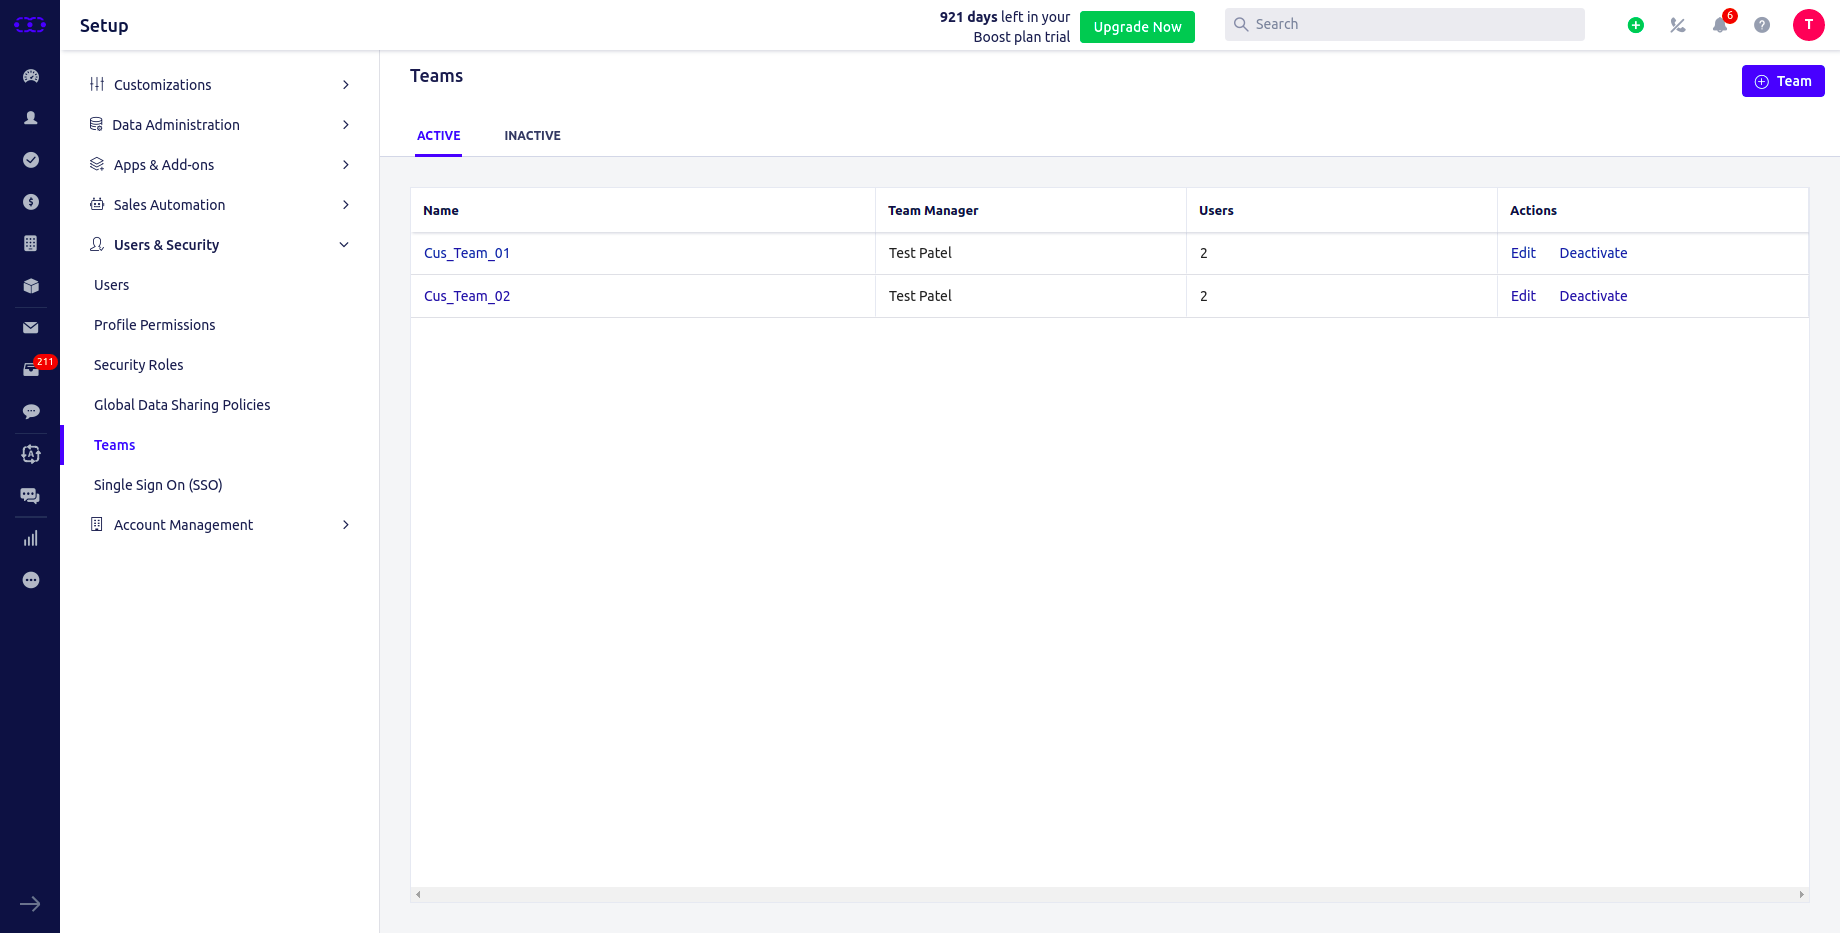 Setup
921 days left in your
Boost plan trial
Upgrade Now
Search
6
T
211
Customizations
Data Administration
Apps & Add-ons
Sales Automation
Users & Security
Users
Profile Permissions
Security Roles
Global Data Sharing Policies
Teams
Single Sign On (SSO)
Account Management
Teams
Team
ACTIVE INACTIVE
Name Team Manager Users Actions
Cus_Team_01 Test Patel 2 Edit Deactivate
Cus_Team_02 Test Patel 2 Edit Deactivate